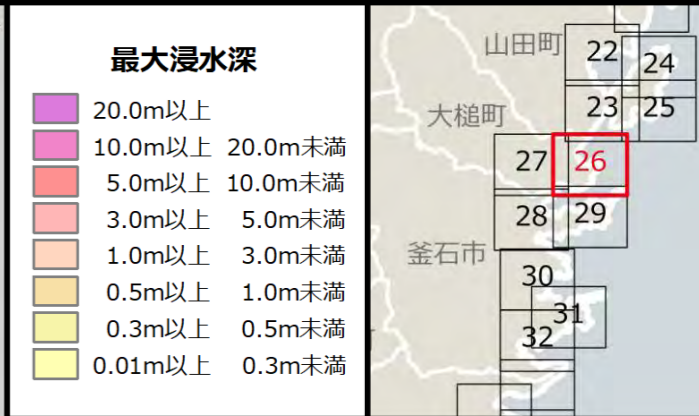 最大浸水深
20.0m以上
10.0m以上 20.0m未満
5.0m以上 10.0m未満
3.0m以上 5.0m未満
1.0m以上 3.0m未満
0.5m以上 1.0m未満
0.3m以上 0.5m未満
0.01m以上 0.3m未満
山田町
22
24
大槌町
23
25
27
26
28
29
釜石市
30
31
32